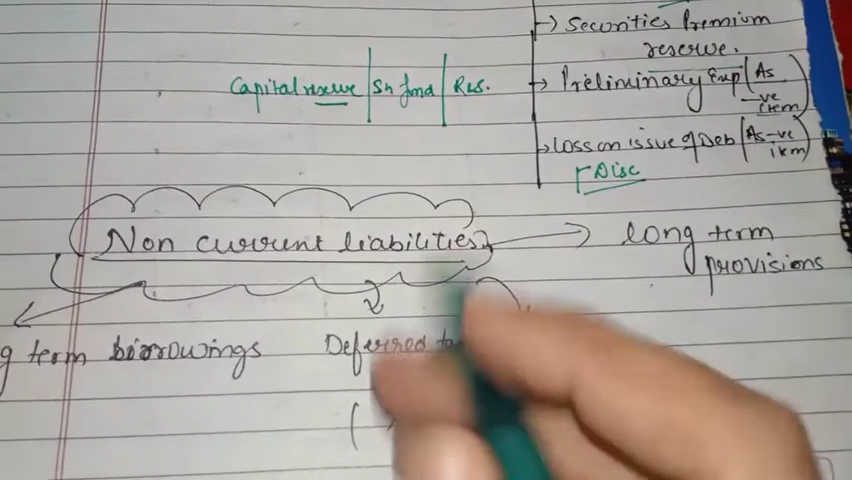 → Securities Premium
reserve.
Capital reserve | Sn fund | Res.
→ Preliminary Exp (As
-ve
item)
→ Loss on issue of Deb (As -ve
item)
Disc
Non current liabilities → long term
provisions
term borrowings
Deferred